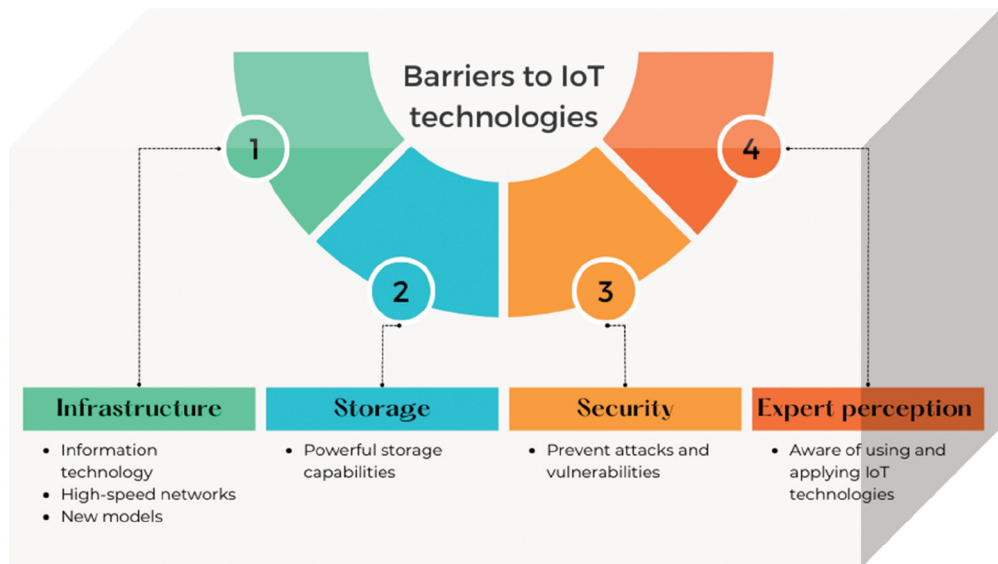 Barriers to IoT
technologies
1
2
3
4
Infrastructure
• Information
technology
• High-speed networks
• New models
Storage
• Powerful storage
capabilities
Security
• Prevent attacks and
vulnerabilities
Expert perception
• Aware of using and
applying IoT
technologies